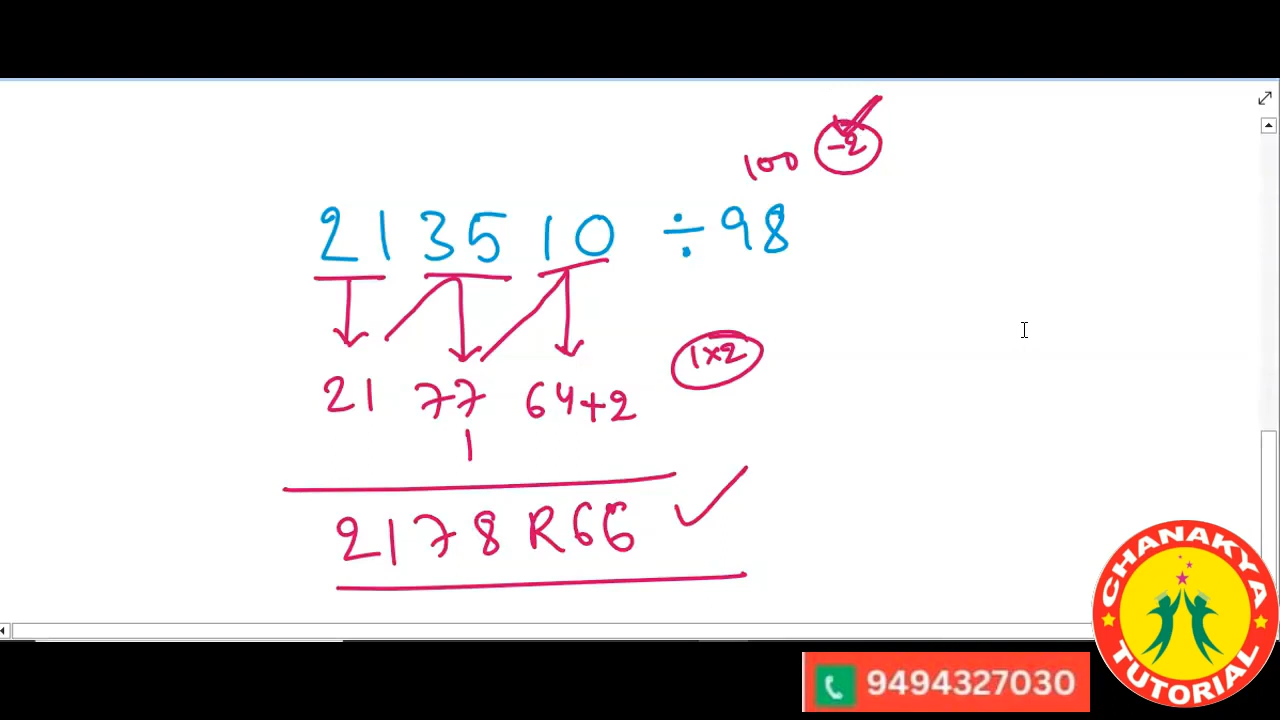 100 -2
213510 ÷98
21 77 64+2
1×2
1
2178 R66
CHANAKYA
TUTORIAL
9494327030